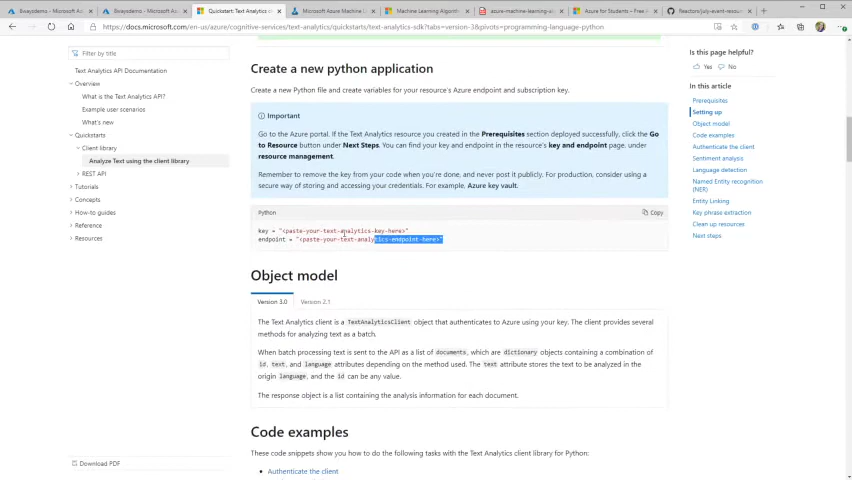 5waysdemos - Microsoft Az
5waysdemo - Microsoft Az
Quickstart: Text Analytics c
Microsoft Azure Machine L
Machine Learning Algorithm
azure-machine-learning-
Azure for Students – Free A
Reactors/july-event-resour
https://docs.microsoft.com/en-us/azure/cognitive-services/text-analytics/quickstarts/text-analytics-sdk?tabs=version-3&pivots=programming-language-python
Filter by title
Text Analytics API Documentation
Overview
What is the Text Analytics API?
Example user scenarios
What's new
Quickstarts
Client library
Analyze Text using the client library
REST API
Tutorials
Concepts
How-to guides
Reference
Resources
Download PDF
Create a new python application
Create a new Python file and create variables for your resource's Azure endpoint and subscription key.
Important
Go to the Azure portal. If the Text Analytics resource you created in the Prerequisites section deployed successfully, click the Go
to Resource button under Next Steps. You can find your key and endpoint in the resource's key and endpoint page, under
resource management.
Remember to remove the key from your code when you're done, and never post it publicly. For production, consider using a
secure way of storing and accessing your credentials. For example, Azure key vault.
Python
Copy
key = "<paste-your-text-analytics-key-here>"
endpoint = "<paste-your-text-analytics-endpoint-here>"
Object model
Version 3.0
Version 2.1
The Text Analytics client is a TextAnalyticsClient object that authenticates to Azure using your key. The client provides several
methods for analyzing text as a batch.
When batch processing text is sent to the API as a list of documents, which are dictionary objects containing a combination of
id, text, and language attributes depending on the method used. The text attribute stores the text to be analyzed in the
origin language, and the id can be any value.
The response object is a list containing the analysis information for each document.
Code examples
These code snippets show you how to do the following tasks with the Text Analytics client library for Python:
• Authenticate the client
Is this page helpful?
Yes
No
In this article
Prerequisites
Setting up
Object model
Code examples
Authenticate the client
Sentiment analysis
Language detection
Named Entity recognition
(NER)
Entity Linking
Key phrase extraction
Clean up resources
Next steps